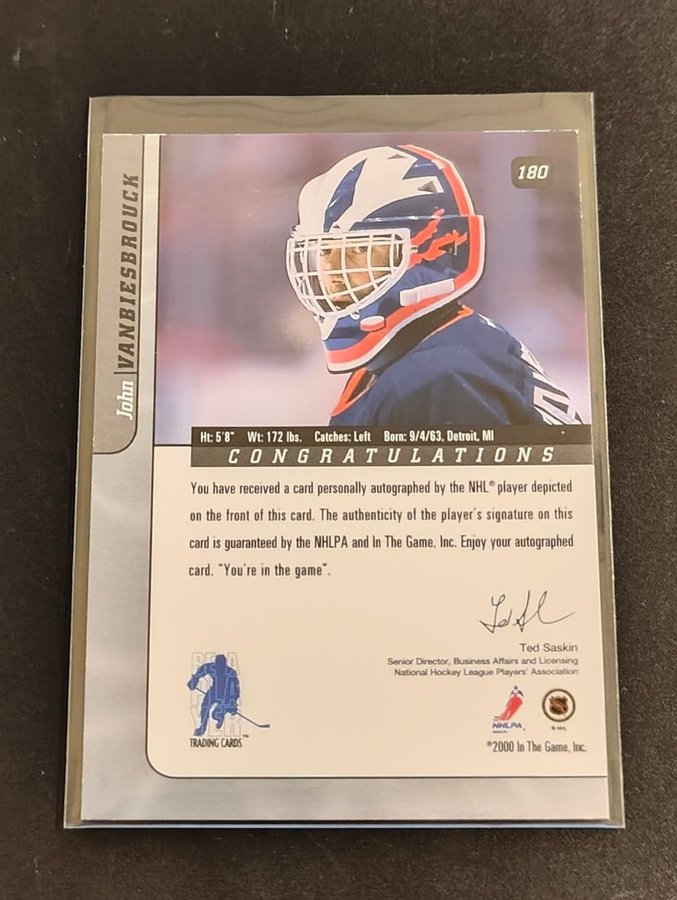 180
John VANBIESBROUCK
Ht: 5'8" Wt: 172 lbs. Catches: Left Born: 9/4/63, Detroit, MI
CONGRATULATIONS
You have received a card personally autographed by the NHL® player depicted
on the front of this card. The authenticity of the player's signature on this
card is guaranteed by the NHLPA and In The Game, Inc. Enjoy your autographed
card. "You're in the game".
Ted Saskin
Senior Director, Business Affairs and Licensing
National Hockey League Players' Association
BE A
PLAYER
TRADING CARDS™
NHLPA
©2000 In The Game, Inc.